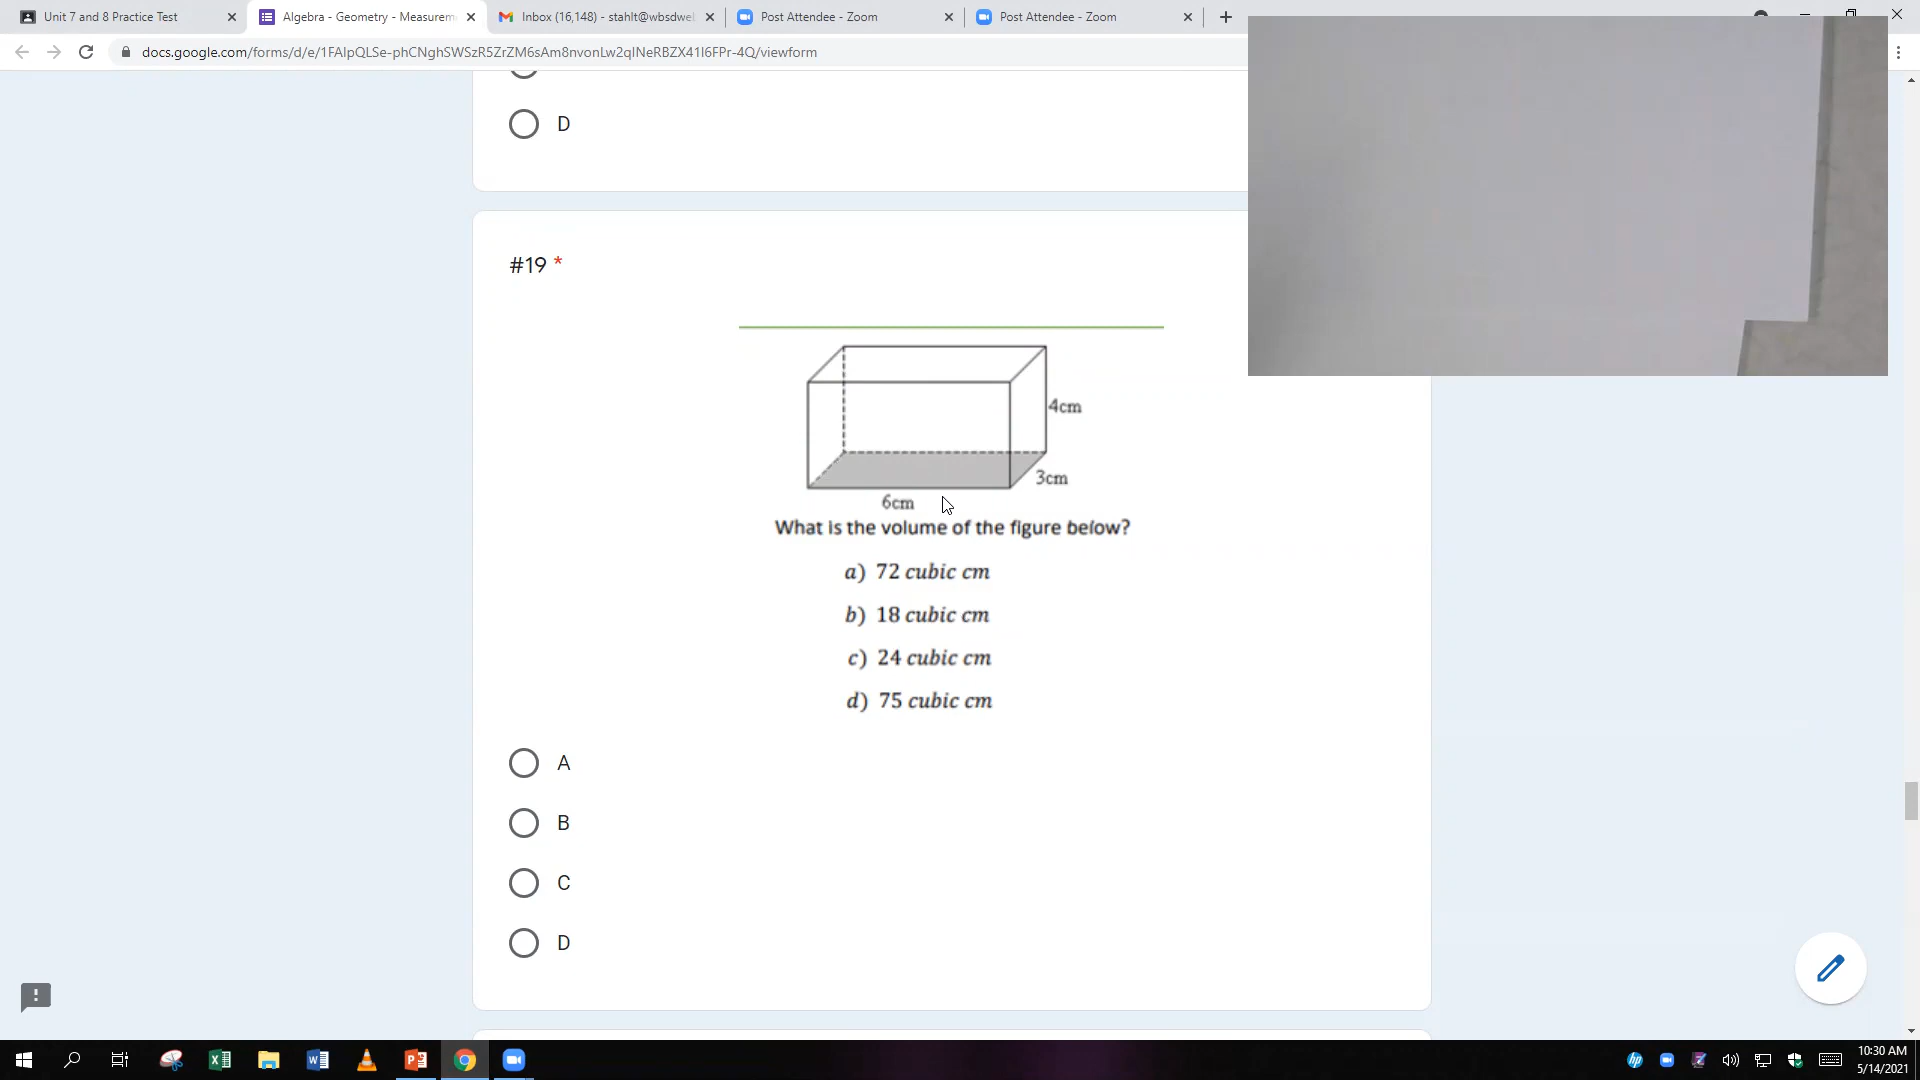 Unit 7 and 8 Practice Test
Algebra - Geometry - Measurem
Inbox (16,148) - stahlt@wbsdwel
Post Attendee - Zoom
Post Attendee - Zoom
docs.google.com/forms/d/e/1FAIpQLSe-phCNghSWSzR5ZrZM6sAm8nvonLw2qINeRBZX41I6FPr-4Q/viewform
D
#19 *
4cm
3cm
6cm
What is the volume of the figure below?
a) 72 cubic cm
b) 18 cubic cm
c) 24 cubic cm
d) 75 cubic cm
A
B
C
D
10:30 AM
5/14/2021